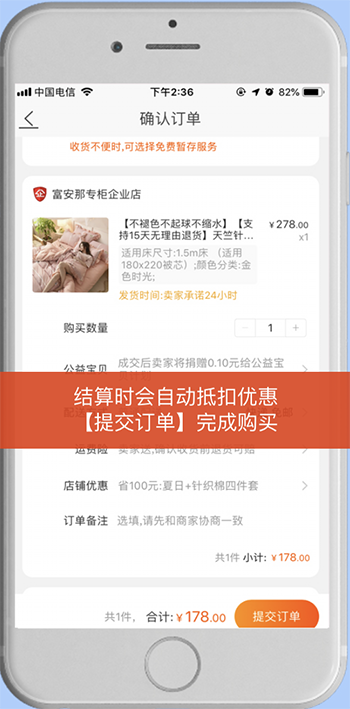 中国电信
下午2:36
82%
确认订单
收货不便时,可选择免费暂存服务
企
富安那专柜企业店
【不褪色不起球不缩水】【支
持15天无理由退货】天竺针...
¥278.00
x1
适用床尺寸:1.5m床 （适用
180x220被芯）;颜色分类:金
色时光;
发货时间:卖家承诺24小时
购买数量
1
公益宝贝
成交后卖家将捐赠0.10元给公益宝
结算时会自动抵扣优惠
【提交订单】完成购买
运费险
卖家送,确认收货前退货可赔
店铺优惠
省100元:夏日+针织棉四件套
订单备注
选填,请先和商家协商一致
共1件 小计: ¥178.00
共1件, 合计: ¥178.00
提交订单